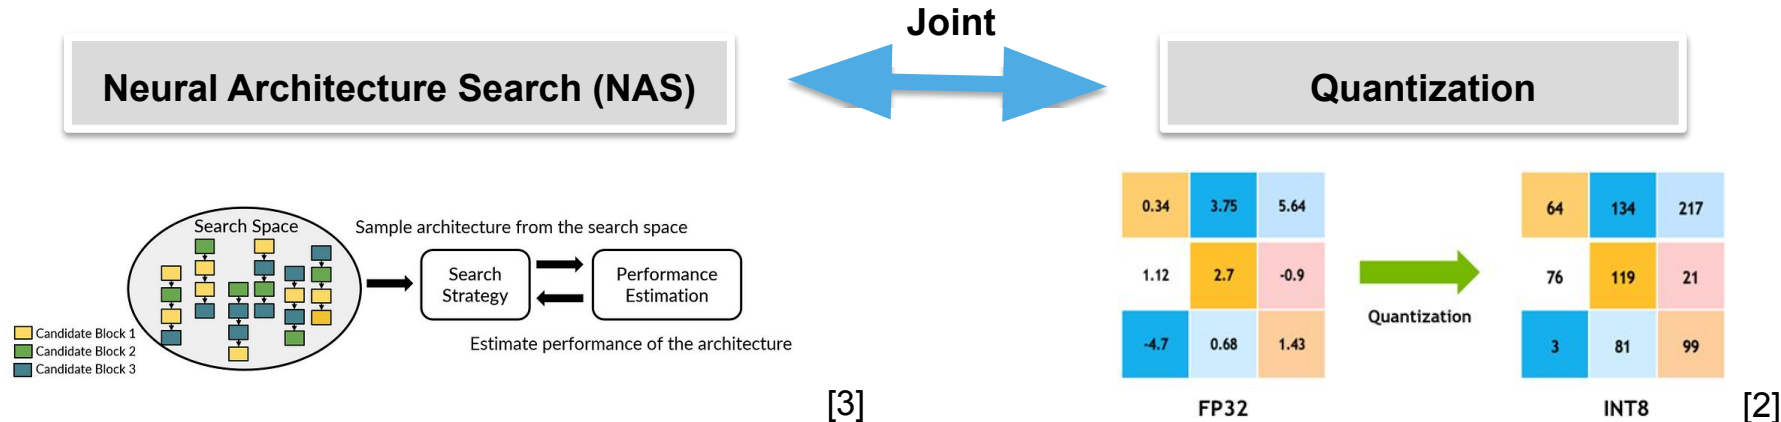 Joint
Neural Architecture Search (NAS)
Quantization
Search Space
Sample architecture from the search space
Search
Strategy
Performance
Estimation
Estimate performance of the architecture
Candidate Block 1
Candidate Block 2
Candidate Block 3
[3]
0.34 3.75 5.64
1.12 2.7 -0.9
-4.7 0.68 1.43
FP32
Quantization
64 134 217
76 119 21
3 81 99
INT8
[2]